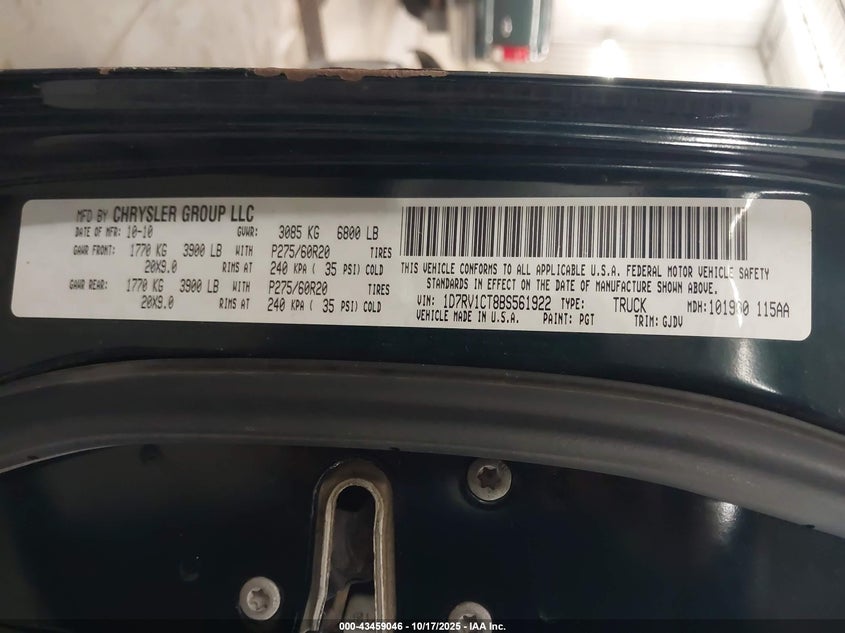 MFD BY CHRYSLER GROUP LLC
DATE OF MFR: 10-10 GVWR: 3085 KG 6800 LB
GAWR FRONT: 1770 KG 3900 LB WITH P275/60R20 TIRES
20X9.0 RIMS AT 240 KPA ( 35 PSI) COLD
GAWR REAR: 1770 KG 3900 LB WITH P275/60R20 TIRES
20X9.0 RIMS AT 240 KPA ( 35 PSI) COLD
THIS VEHICLE CONFORMS TO ALL APPLICABLE U.S.A. FEDERAL MOTOR VEHICLE SAFETY
STANDARDS IN EFFECT ON THE DATE OF MANUFACTURE SHOWN ABOVE.
VIN: 1D7RV1CT8BS561922 TYPE: TRUCK MDH: 101930 115AA
VEHICLE MADE IN U.S.A. PAINT: PGT TRIM: GJDV
000-43459046 - 10/17/2025 - IAA Inc.